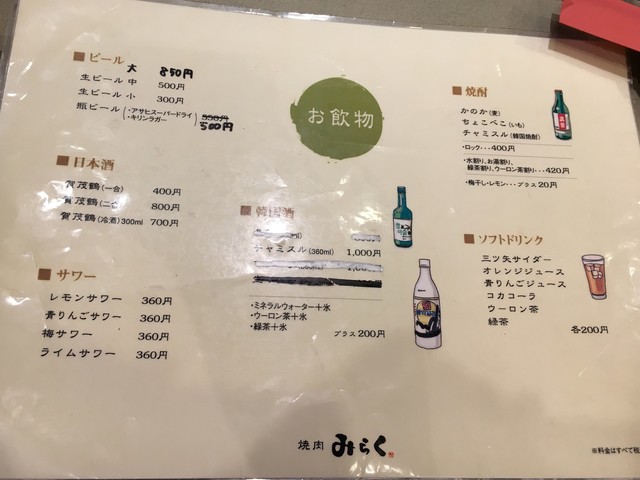 お飲物
■ビール
大 850円
生ビール 中 500円
生ビール 小 300円
瓶ビール (・アサヒスーパードライ 550円
・キリンラガー 500円
■日本酒
賀茂鶴(一合) 400円
賀茂鶴(二合) 800円
賀茂鶴(冷酒)300ml 700円
■サワー
レモンサワー 360円
青りんごサワー 360円
梅サワー 360円
ライムサワー 360円
■韓国酒
チャミスル(360ml) 1,000円
・ミネラルウォーター+氷
・ウーロン茶+氷
・緑茶+氷
プラス 200円
■焼酎
かのか(麦)
ちょこべこ(いも)
チャミスル(韓国焼酎)
・ロック・・・400円
・水割り、お湯割り、
緑茶割り、ウーロン茶割り・・・420円
・梅干し・レモン・・・プラス20円
■ソフトドリンク
三ツ矢サイダー
オレンジジュース
青りんごジュース
コカコーラ
ウーロン茶
緑茶
各200円
焼肉 みらく
※料金はすべて税